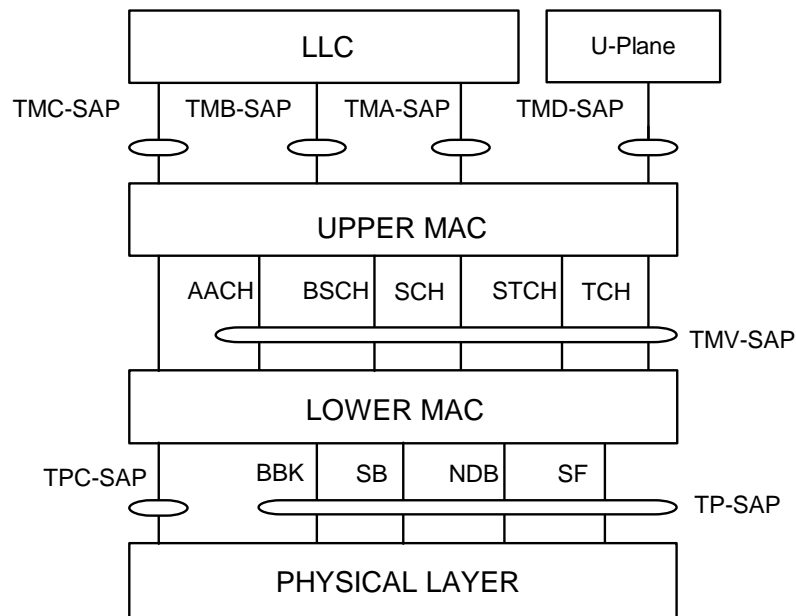 LLC
U-Plane
TMC-SAP
TMB-SAP
TMA-SAP
TMD-SAP
UPPER MAC
AACH
BSCH
SCH
STCH
TCH
TMV-SAP
LOWER MAC
TPC-SAP
BBK
SB
NDB
SF
TP-SAP
PHYSICAL LAYER